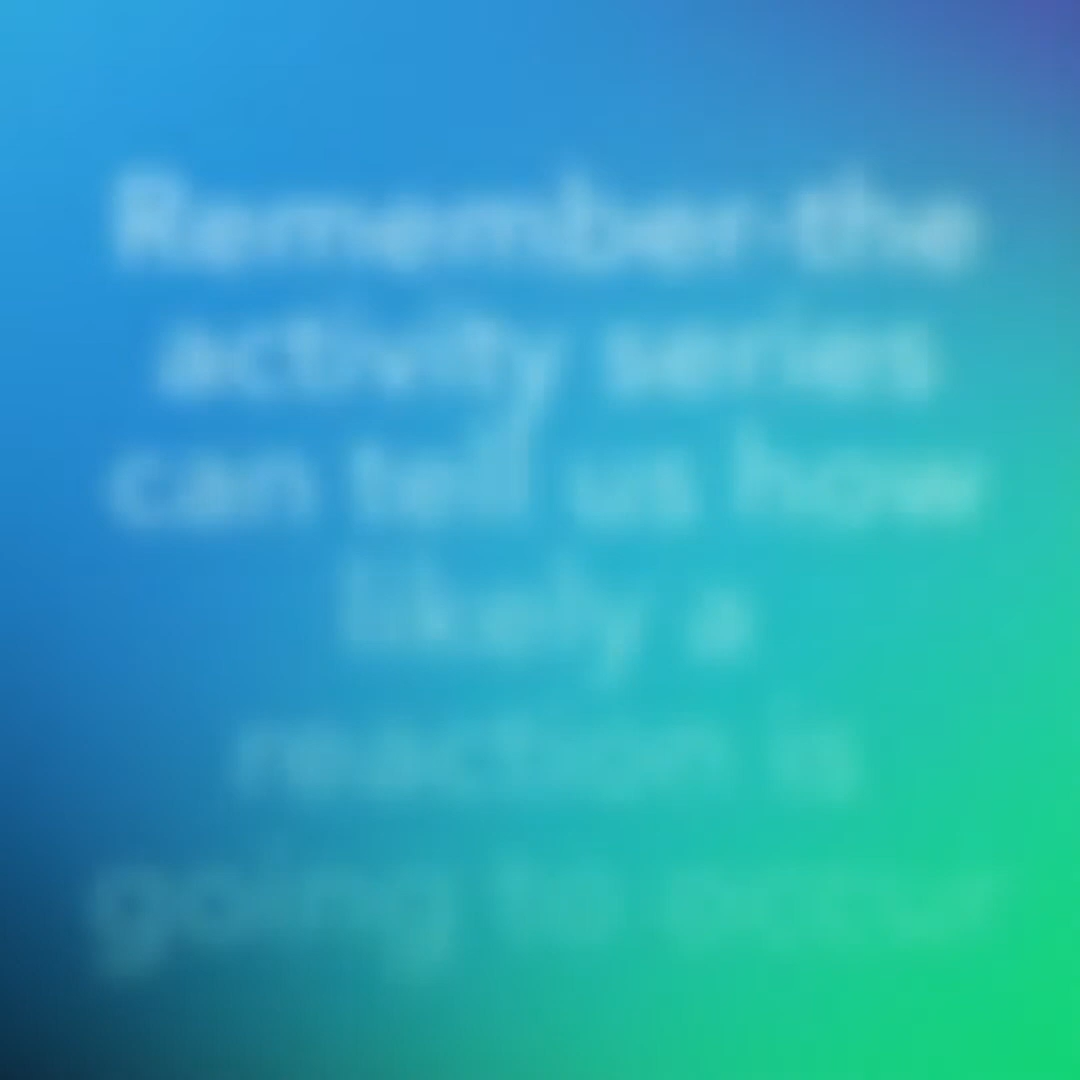 Remember the
activity series
can tell us how
likely a
reaction is
going to occur